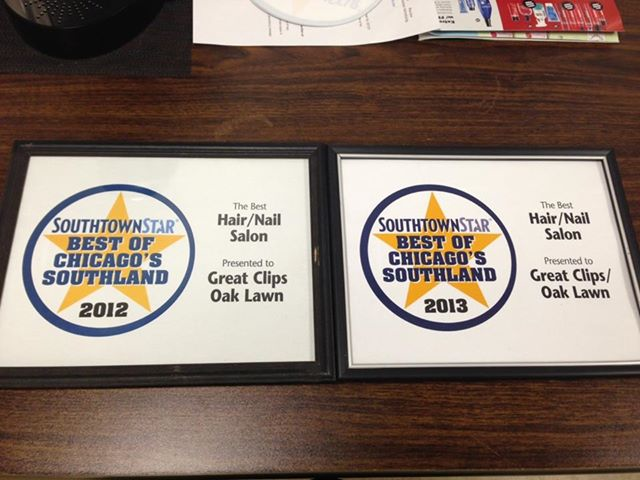 SOUTHTOWNSTAR
BEST OF
CHICAGO'S
SOUTHLAND
2012
The Best
Hair/Nail
Salon
Presented to
Great Clips
Oak Lawn
SOUTHTOWNSTAR
BEST OF
CHICAGO'S
SOUTHLAND
2013
The Best
Hair/Nail
Salon
Presented to
Great Clips/
Oak Lawn